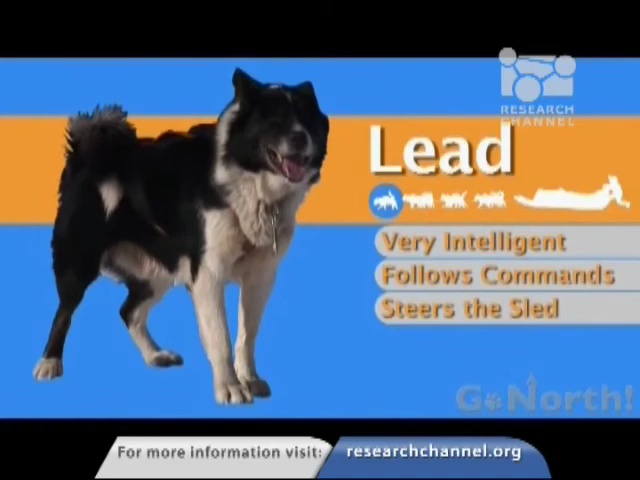 RESEARCH
CHANNEL
Lead
Very Intelligent
Follows Commands
Steers the Sled
GoNorth!
For more information visit:
researchchannel.org